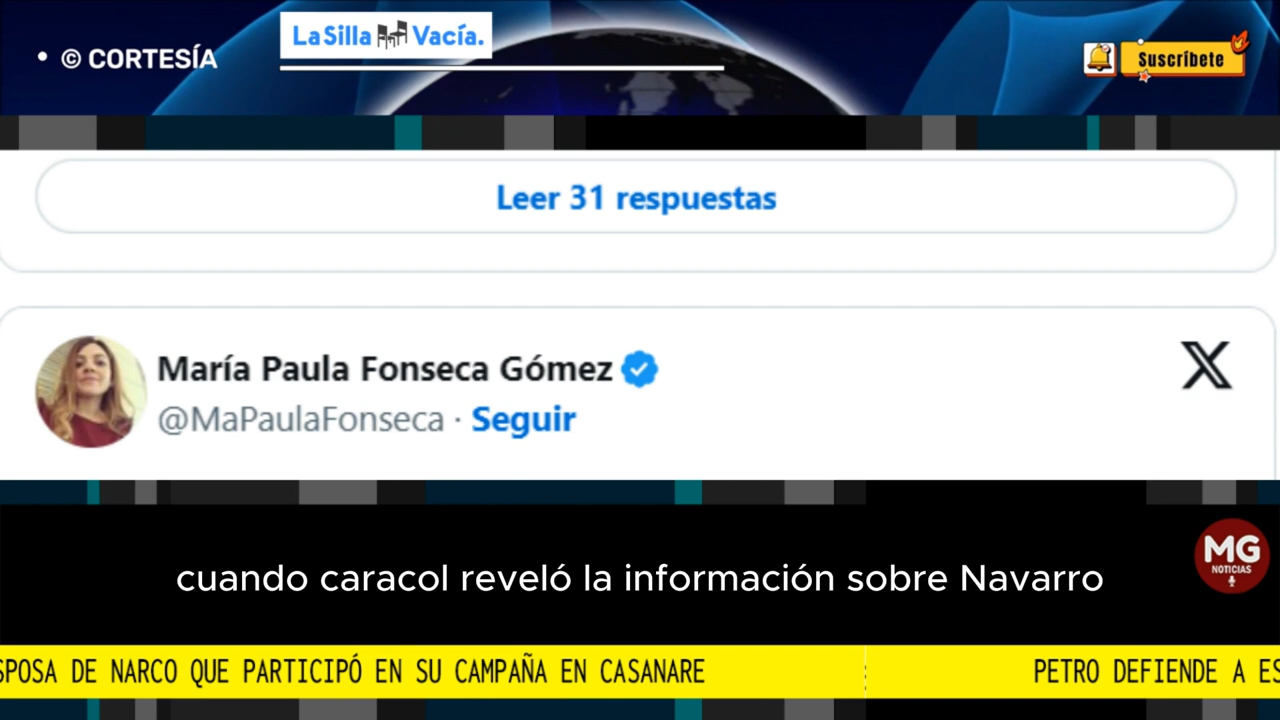 • © CORTESÍA
La Silla Vacía.
Suscríbete
Leer 31 respuestas
María Paula Fonseca Gómez
@MaPaulaFonseca · Seguir
cuando caracol reveló la información sobre Navarro
MG
NOTICIAS
SPOSA DE NARCO QUE PARTICIPÓ EN SU CAMPAÑA EN CASANARE
PETRO DEFIENDE A ES